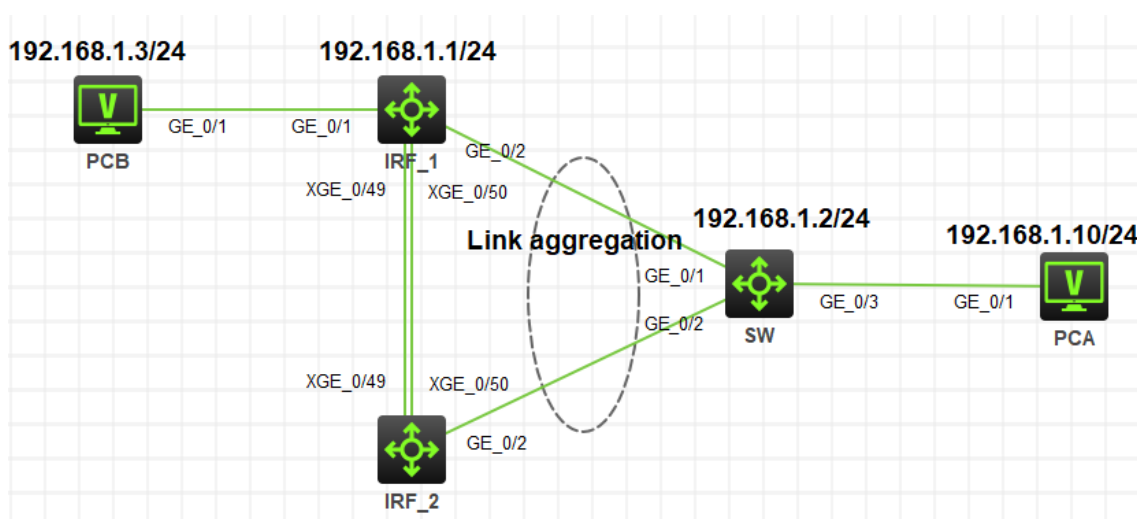 192.168.1.3/24
192.168.1.1/24
V
GE_0/1
GE_0/1
PCB
IRF_1
GE_0/2
XGE_0/49
XGE_0/50
192.168.1.2/24
192.168.1.10/24
Link aggregation
GE_0/1
V
GE_0/3
GE_0/1
GE_0/2
SW
PCA
XGE_0/49
XGE_0/50
GE_0/2
IRF_2